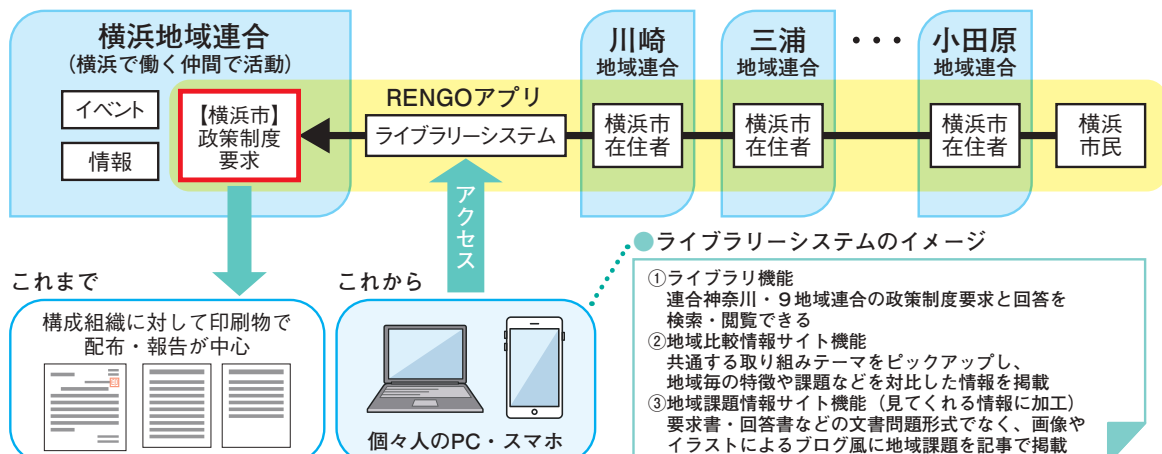 横浜地域連合
(横浜で働く仲間で活動)
イベント
情報
【横浜市】
政策制度
要求
RENGOアプリ
ライブラリーシステム
川崎
地域連合
横浜市
在住者
三浦
地域連合
横浜市
在住者
・・・
小田原
地域連合
横浜市
在住者
横浜
市民
アクセス
これまで
構成組織に対して印刷物で
配布・報告が中心
これから
個々人のPC・スマホ
●ライブラリーシステムのイメージ
①ライブラリ機能
連合神奈川・9地域連合の政策制度要求と回答を
検索・閲覧できる
②地域比較情報サイト機能
共通する取り組みテーマをピックアップし、
地域毎の特徴や課題などを対比した情報を掲載
③地域課題情報サイト機能(見てくれる情報に加工)
要求書・回答書などの文書問題形式でなく、画像や
イラストによるブログ風に地域課題を記事で掲載